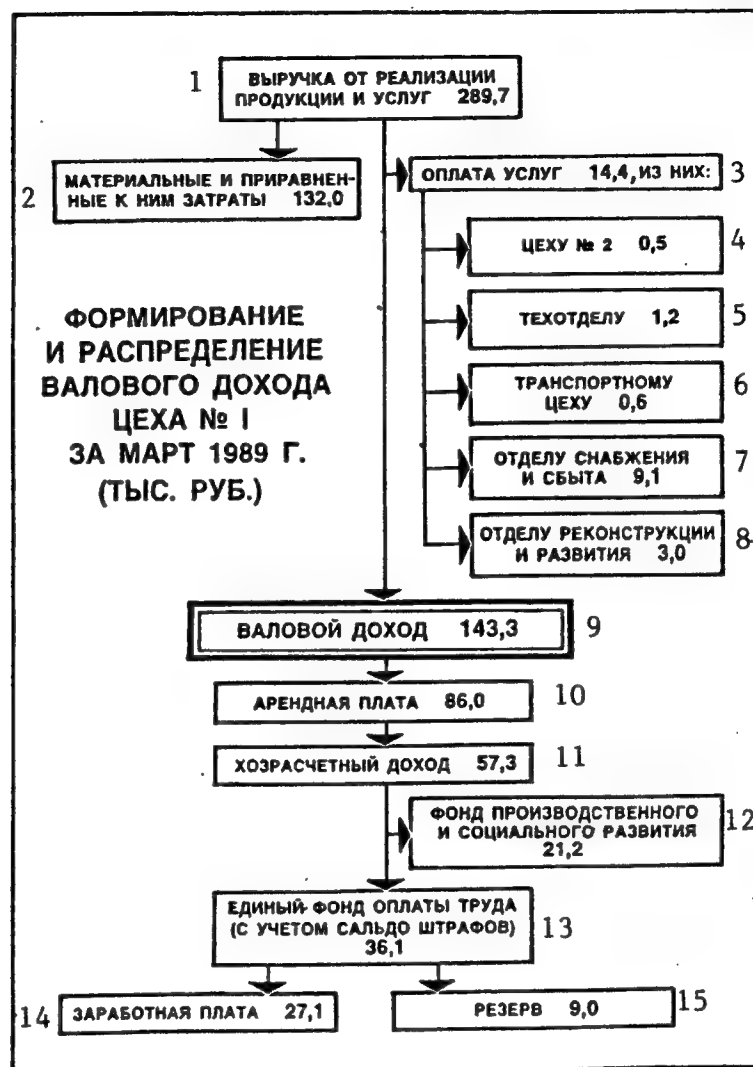 1
ВЫРУЧКА ОТ РЕАЛИЗАЦИИ
ПРОДУКЦИИ И УСЛУГ 289,7
2
МАТЕРИАЛЬНЫЕ И ПРИРАВНЕН-
НЫЕ К НИМ ЗАТРАТЫ 132,0
ОПЛАТА УСЛУГ 14,4, ИЗ НИХ:
3
ЦЕХУ № 2 0,5
4
ТЕХОТДЕЛУ 1,2
5
ТРАНСПОРТНОМУ
ЦЕХУ 0,6
6
ОТДЕЛУ СНАБЖЕНИЯ
И СБЫТА 9,1
7
ОТДЕЛУ РЕКОНСТРУКЦИИ
И РАЗВИТИЯ 3,0
8
ФОРМИРОВАНИЕ
И РАСПРЕДЕЛЕНИЕ
ВАЛОВОГО ДОХОДА
ЦЕХА № I
ЗА МАРТ 1989 Г.
(ТЫС. РУБ.)
ВАЛОВОЙ ДОХОД 143,3
9
АРЕНДНАЯ ПЛАТА 86,0
10
ХОЗРАСЧЕТНЫЙ ДОХОД 57,3
11
ФОНД ПРОИЗВОДСТВЕННОГО
И СОЦИАЛЬНОГО РАЗВИТИЯ
21,2
12
ЕДИНЫЙ ФОНД ОПЛАТЫ ТРУДА
(С УЧЕТОМ САЛЬДО ШТРАФОВ)
36,1
13
14
ЗАРАБОТНАЯ ПЛАТА 27,1
РЕЗЕРВ 9,0
15